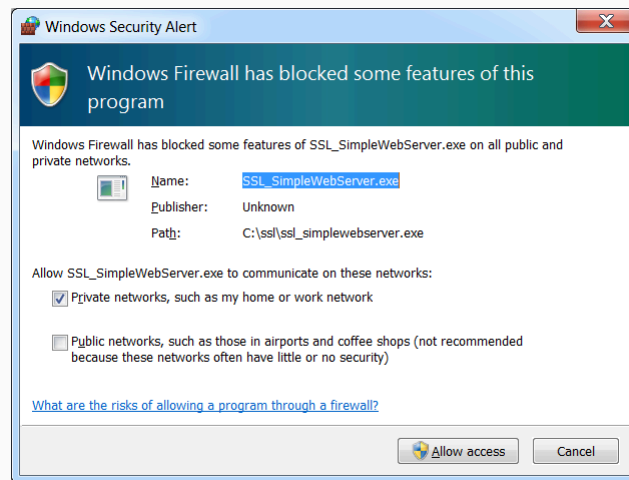 Windows Security Alert
Windows Firewall has blocked some features of this
program
Windows Firewall has blocked some features of SSL_SimpleWebServer.exe on all public and
private networks.
Name: SSL_SimpleWebServer.exe
Publisher: Unknown
Path: C:\ssl\ssl_simplewebserver.exe
Allow SSL_SimpleWebServer.exe to communicate on these networks:
Private networks, such as my home or work network
Public networks, such as those in airports and coffee shops (not recommended
because these networks often have little or no security)
What are the risks of allowing a program through a firewall?
Allow access Cancel